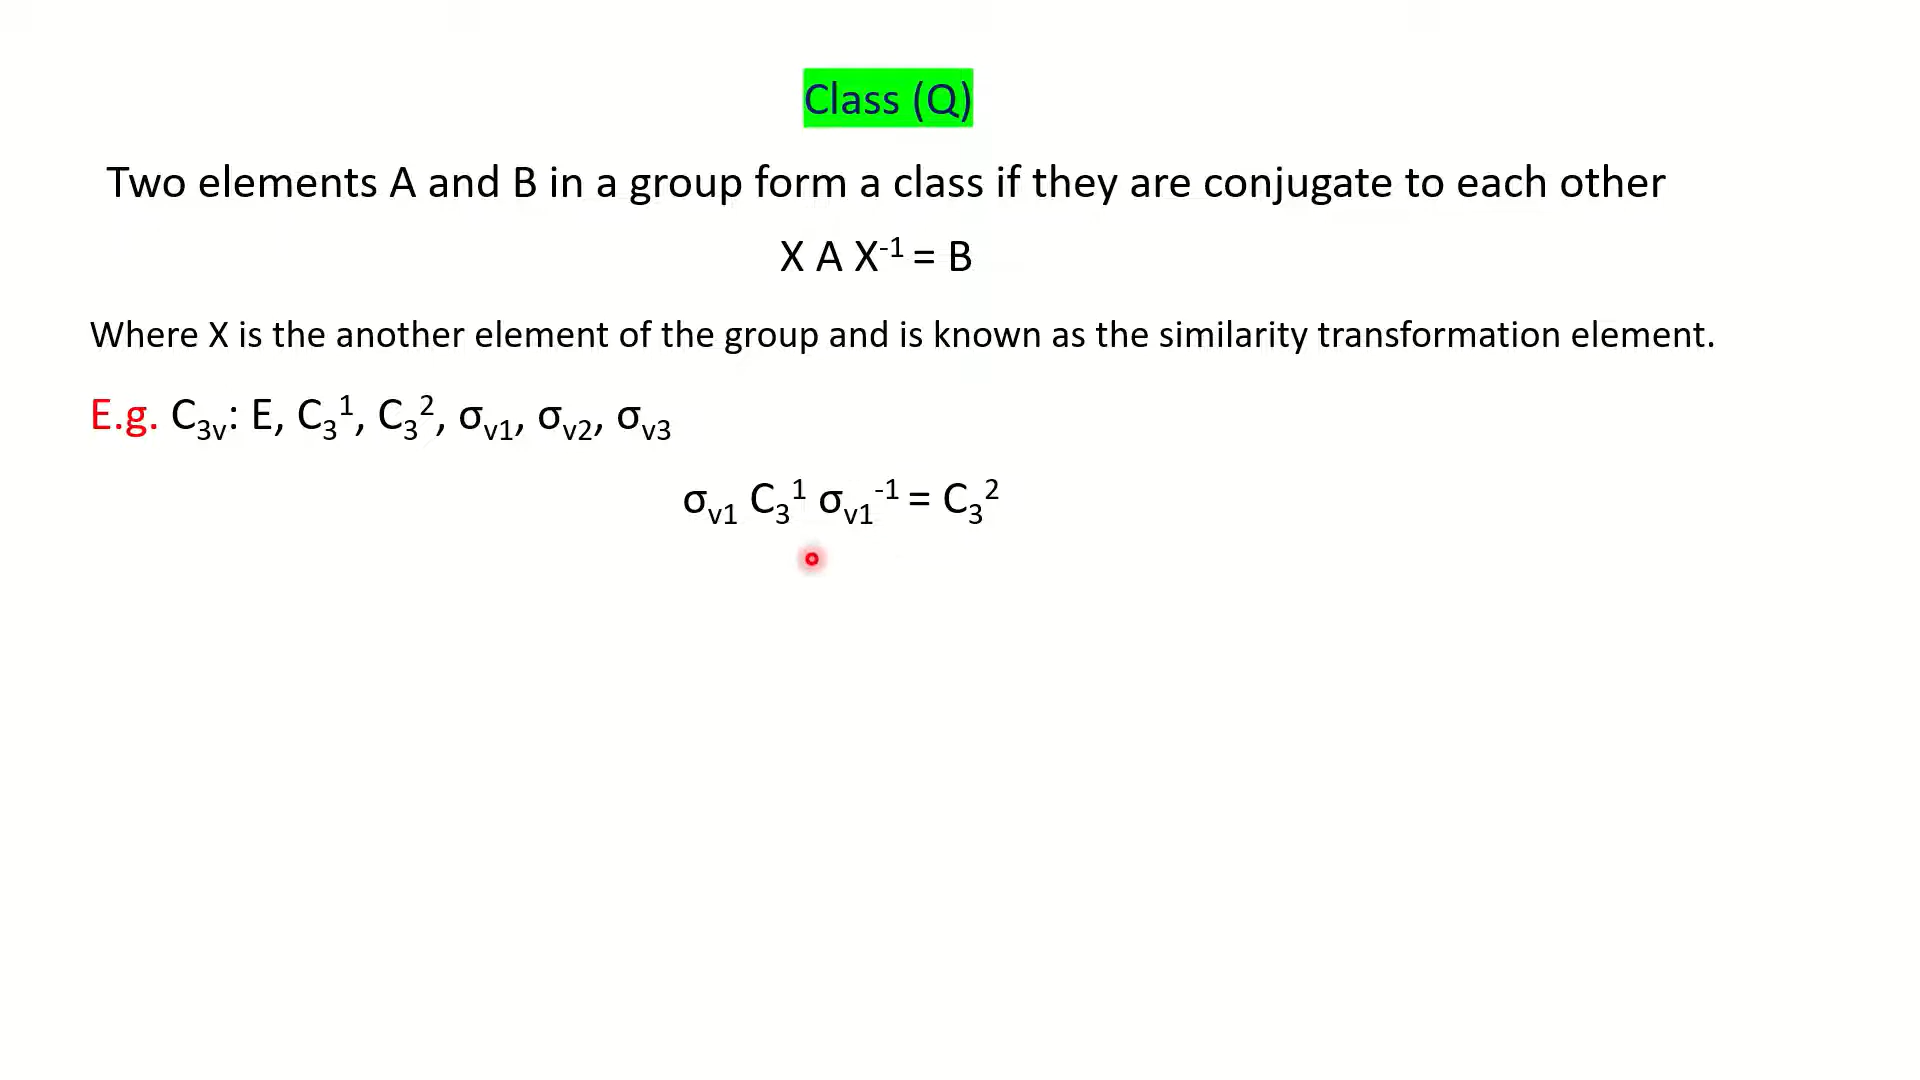 Class (Q)
Two elements A and B in a group form a class if they are conjugate to each other
X A X⁻¹ = B
Where X is the another element of the group and is known as the similarity transformation element.
E.g. C₃ᵥ: E, C₃¹, C₃², σᵥ₁, σᵥ₂, σᵥ₃
σᵥ₁ C₃¹ σᵥ₁⁻¹ = C₃²